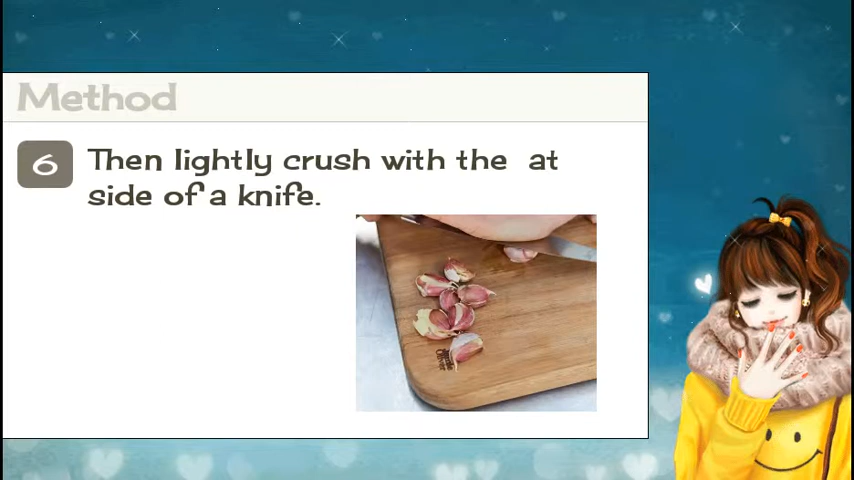 Method
6 Then lightly crush with the at
side of a knife.